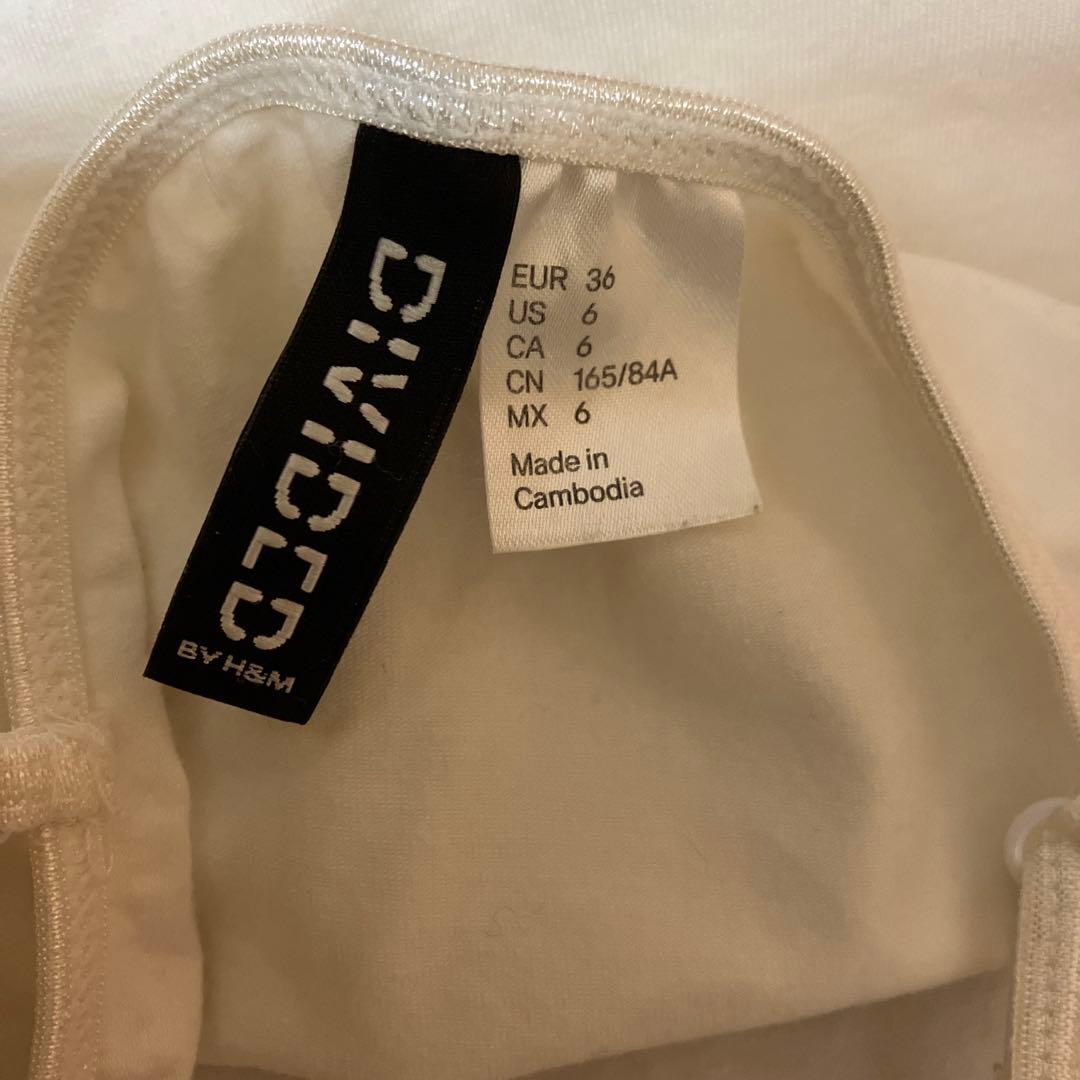 DIVIDED
BY H&M
EUR 36
US 6
CA 6
CN 165/84A
MX 6
Made in
Cambodia